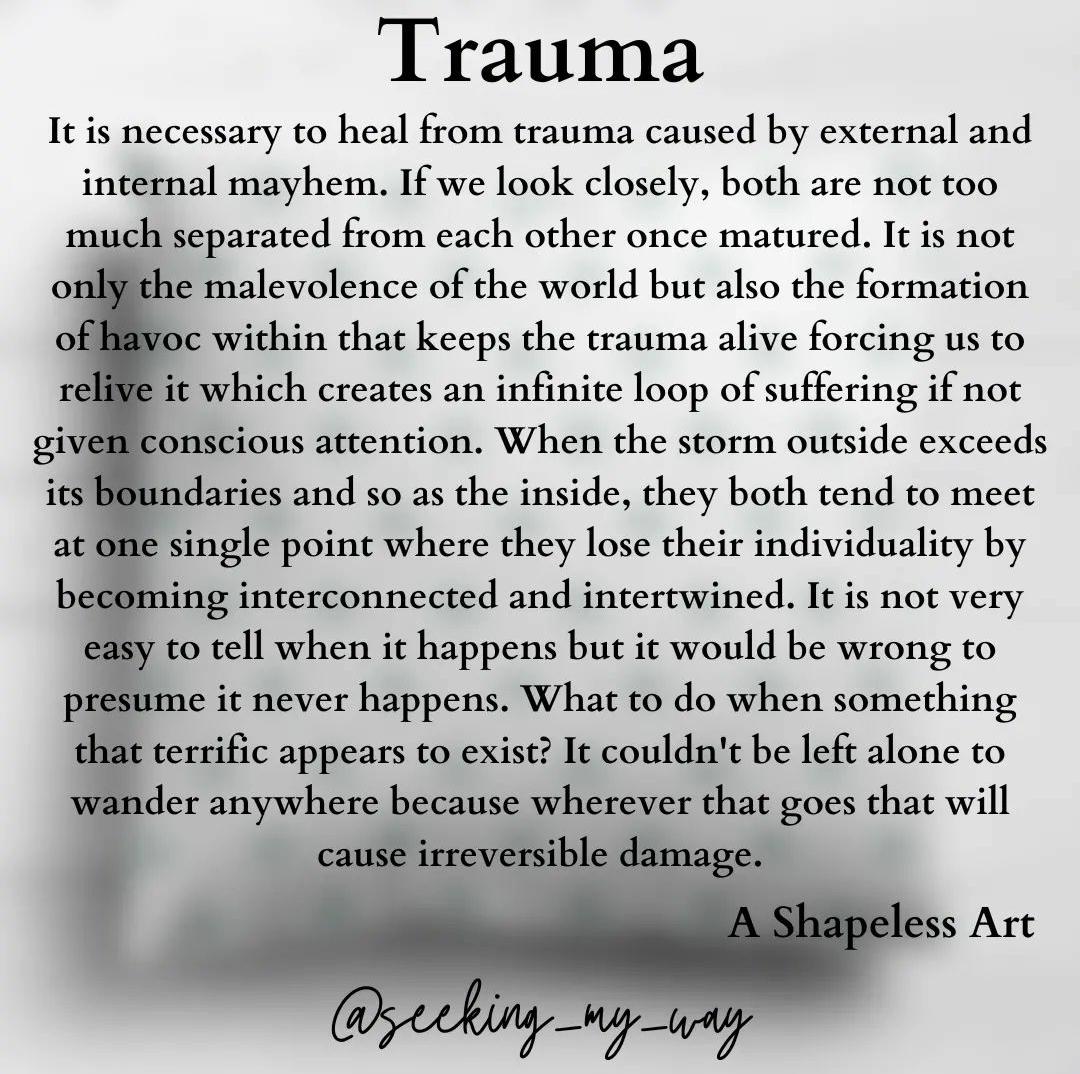 Trauma
It is necessary to heal from trauma caused by external and
internal mayhem. If we look closely, both are not too
much separated from each other once matured. It is not
only the malevolence of the world but also the formation
of havoc within that keeps the trauma alive forcing us to
relive it which creates an infinite loop of suffering if not
given conscious attention. When the storm outside exceeds
its boundaries and so as the inside, they both tend to meet
at one single point where they lose their individuality by
becoming interconnected and intertwined. It is not very
easy to tell when it happens but it would be wrong to
presume it never happens. What to do when something
that terrific appears to exist? It couldn't be left alone to
wander anywhere because wherever that goes that will
cause irreversible damage.
A Shapeless Art
@seeking_my_way